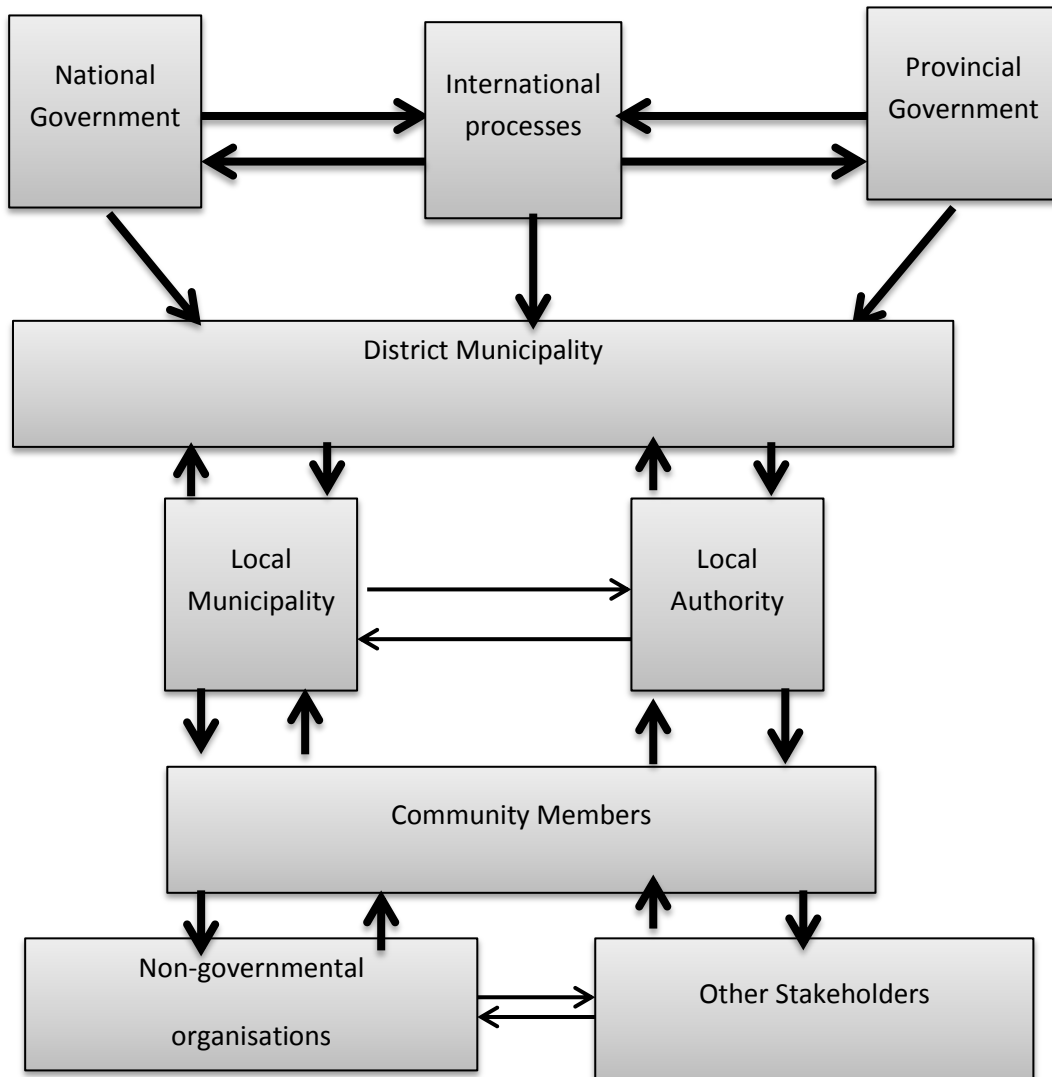 National
Government
International
processes
Provincial
Government
District Municipality
Local
Municipality
Local
Authority
Community Members
Non-governmental
organisations
Other Stakeholders